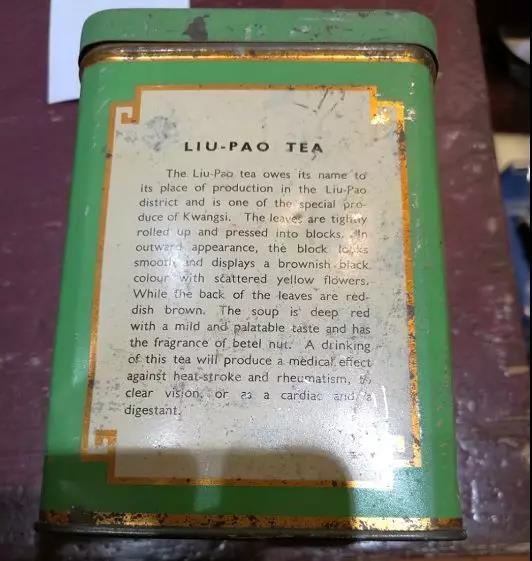 LIU-PAO TEA
The Liu-Pao tea owes its name to
its place of production in the Liu-Pao
district and is one of the special pro-
duce of Kwangsi. The leaves are tightly
rolled up and pressed into blocks. In
outward appearance, the block looks
smooth and displays a brownish black
colour with scattered yellow flowers.
While the back of the leaves are red-
dish brown. The soup is deep red
with a mild and palatable taste and has
the fragrance of betel nut. A drinking
of this tea will produce a medical effect
against heat-stroke and rheumatism,
clear vision, or as a cardiac and a
digestant.